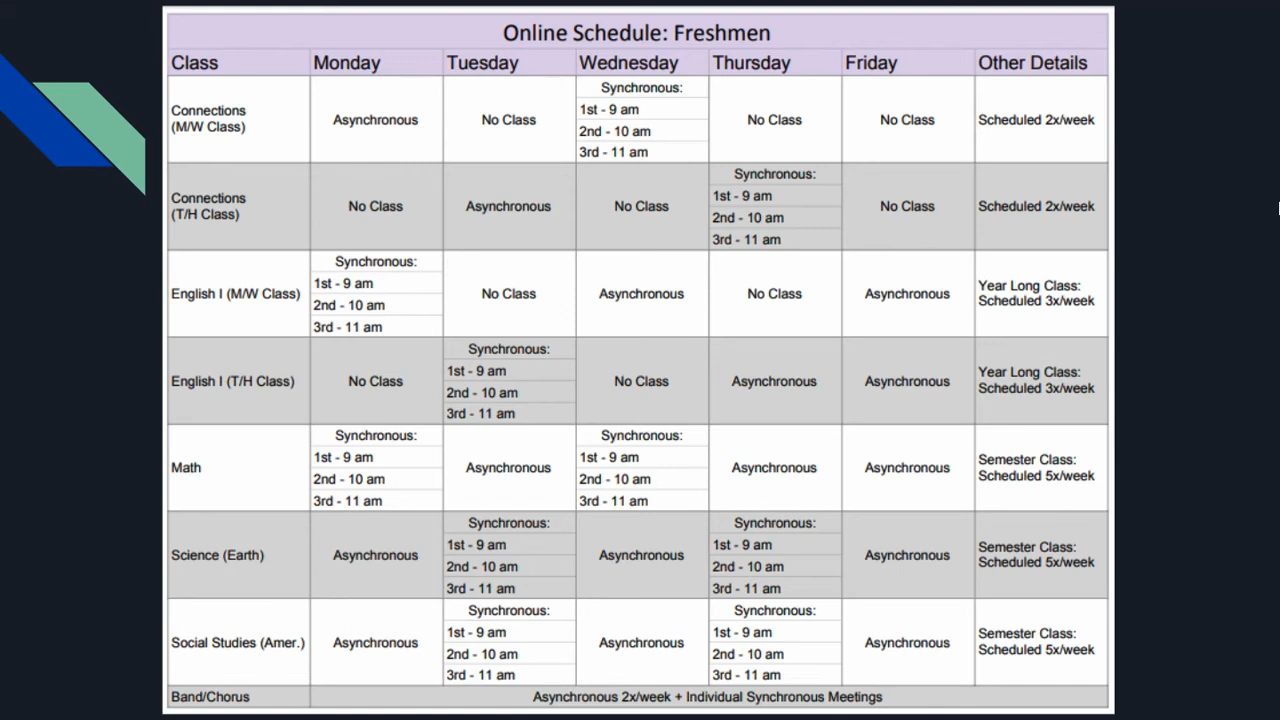 Online Schedule: Freshmen
Class Monday Tuesday Wednesday Thursday Friday Other Details
Connections
(M/W Class)
Asynchronous
No Class
Synchronous:
1st - 9 am
2nd - 10 am
3rd - 11 am
No Class
No Class
Scheduled 2x/week
Connections
(T/H Class)
No Class
Asynchronous
No Class
Synchronous:
1st - 9 am
2nd - 10 am
3rd - 11 am
No Class
Scheduled 2x/week
English I (M/W Class)
Synchronous:
1st - 9 am
2nd - 10 am
3rd - 11 am
No Class
Asynchronous
No Class
Asynchronous
Year Long Class:
Scheduled 3x/week
English I (T/H Class)
No Class
Synchronous:
1st - 9 am
2nd - 10 am
3rd - 11 am
No Class
Asynchronous
Asynchronous
Year Long Class:
Scheduled 3x/week
Math
Synchronous:
1st - 9 am
2nd - 10 am
3rd - 11 am
Asynchronous
Synchronous:
1st - 9 am
2nd - 10 am
3rd - 11 am
Asynchronous
Asynchronous
Semester Class:
Scheduled 5x/week
Science (Earth)
Asynchronous
Synchronous:
1st - 9 am
2nd - 10 am
3rd - 11 am
Asynchronous
Synchronous:
1st - 9 am
2nd - 10 am
3rd - 11 am
Asynchronous
Semester Class:
Scheduled 5x/week
Social Studies (Amer.)
Asynchronous
Synchronous:
1st - 9 am
2nd - 10 am
3rd - 11 am
Asynchronous
Synchronous:
1st - 9 am
2nd - 10 am
3rd - 11 am
Asynchronous
Semester Class:
Scheduled 5x/week
Band/Chorus
Asynchronous 2x/week + Individual Synchronous Meetings